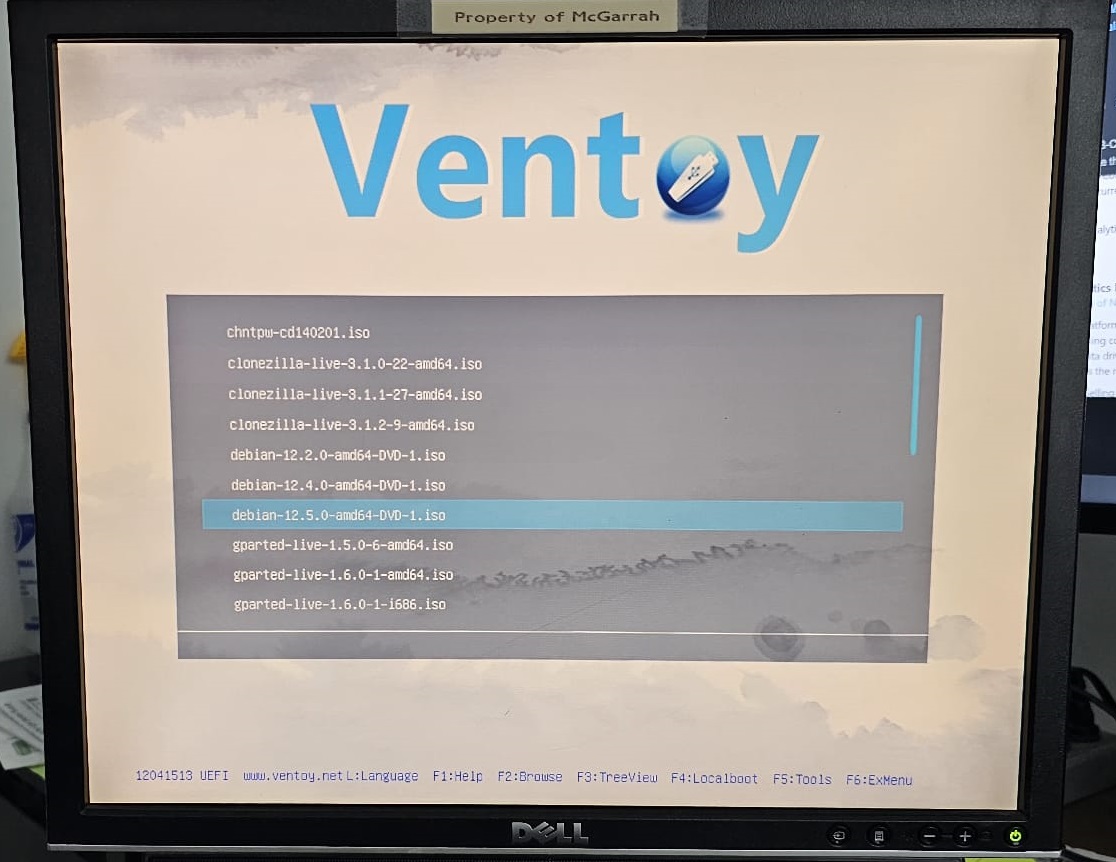 Property of McGarrah
Ventoy
chntpw-cd140201.iso
clonezilla-live-3.1.0-22-amd64.iso
clonezilla-live-3.1.1-27-amd64.iso
clonezilla-live-3.1.2-9-amd64.iso
debian-12.2.0-amd64-DVD-1.iso
debian-12.4.0-amd64-DVD-1.iso
debian-12.5.0-amd64-DVD-1.iso
gparted-live-1.5.0-6-amd64.iso
gparted-live-1.6.0-1-amd64.iso
gparted-live-1.6.0-1-i686.iso
12041513 UEFI www.ventoy.net L:Language F1:Help F2:Browse F3:TreeView F4:Localboot F5:Tools F6:ExMenu
DELL